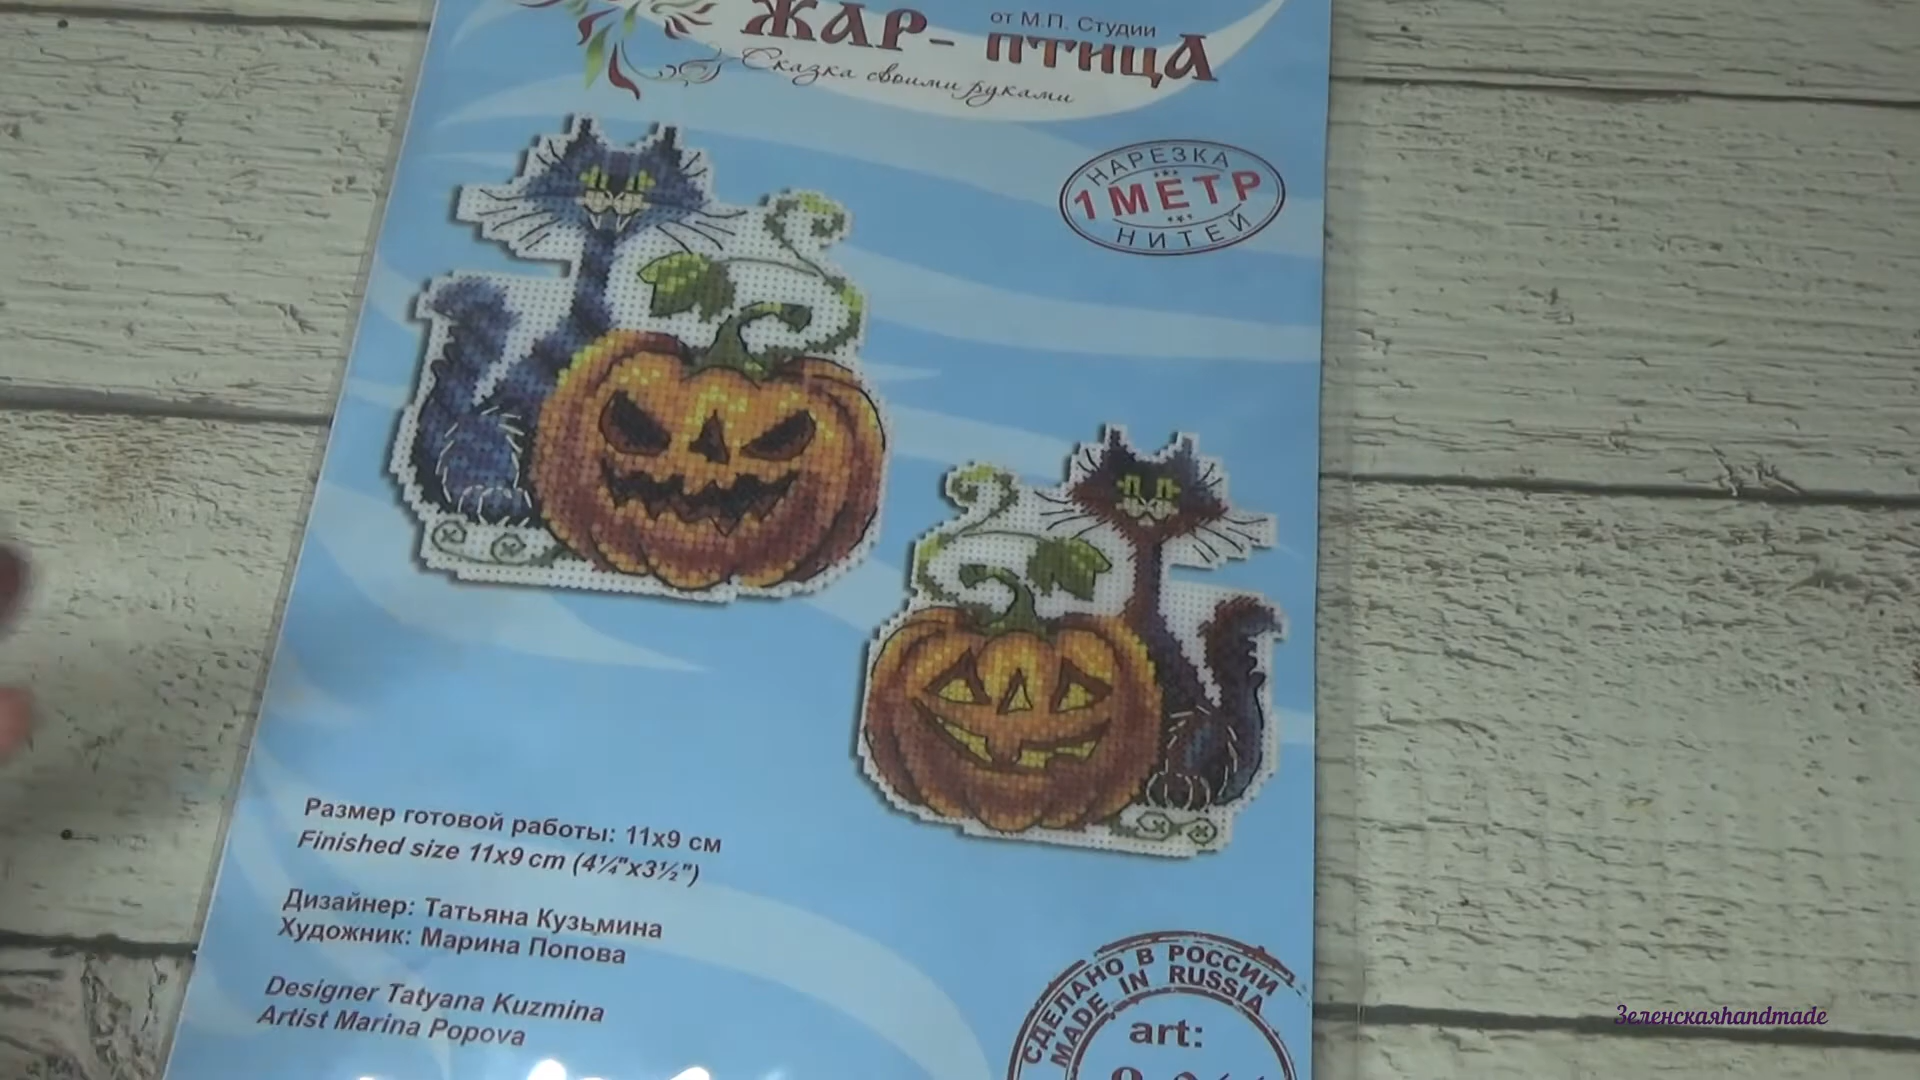 от М.П. Студии
ЖАР-ПТИЦА
Сказка своими руками
НАРЕЗКА
1 МЕТР
НИТЕЙ
Размер готовой работы: 11х9 см
Finished size 11x9 cm (4¼"x3½")
Дизайнер: Татьяна Кузьмина
Художник: Марина Попова
Designer Tatyana Kuzmina
Artist Marina Popova
СДЕЛАНО В РОССИИ
MADE IN RUSSIA
art:
Зеленскаяhandmade